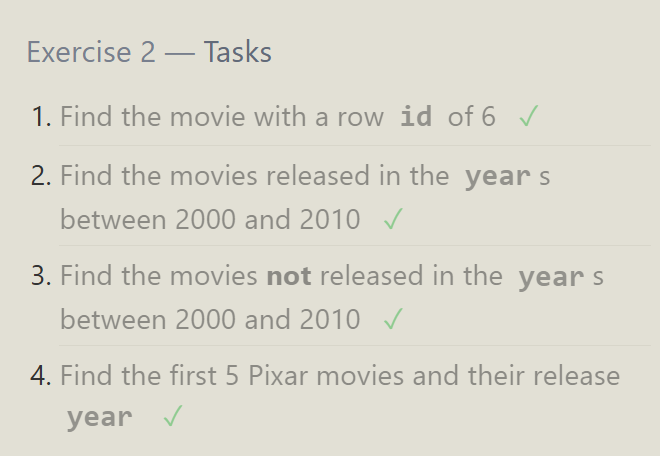 Exercise 2 — Tasks
1. Find the movie with a row id of 6 ✓
2. Find the movies released in the year s
between 2000 and 2010 ✓
3. Find the movies not released in the year s
between 2000 and 2010 ✓
4. Find the first 5 Pixar movies and their release
year ✓